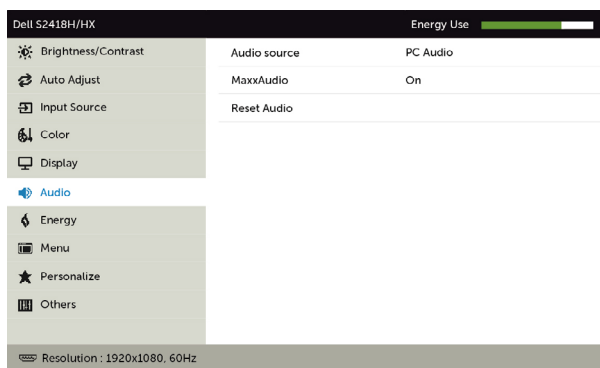 Dell S2418H/HX Energy Use
Brightness/Contrast
Auto Adjust
Input Source
Color
Display
Audio
Energy
Menu
Personalize
Others
Audio source PC Audio
MaxxAudio On
Reset Audio
Resolution : 1920x1080, 60Hz